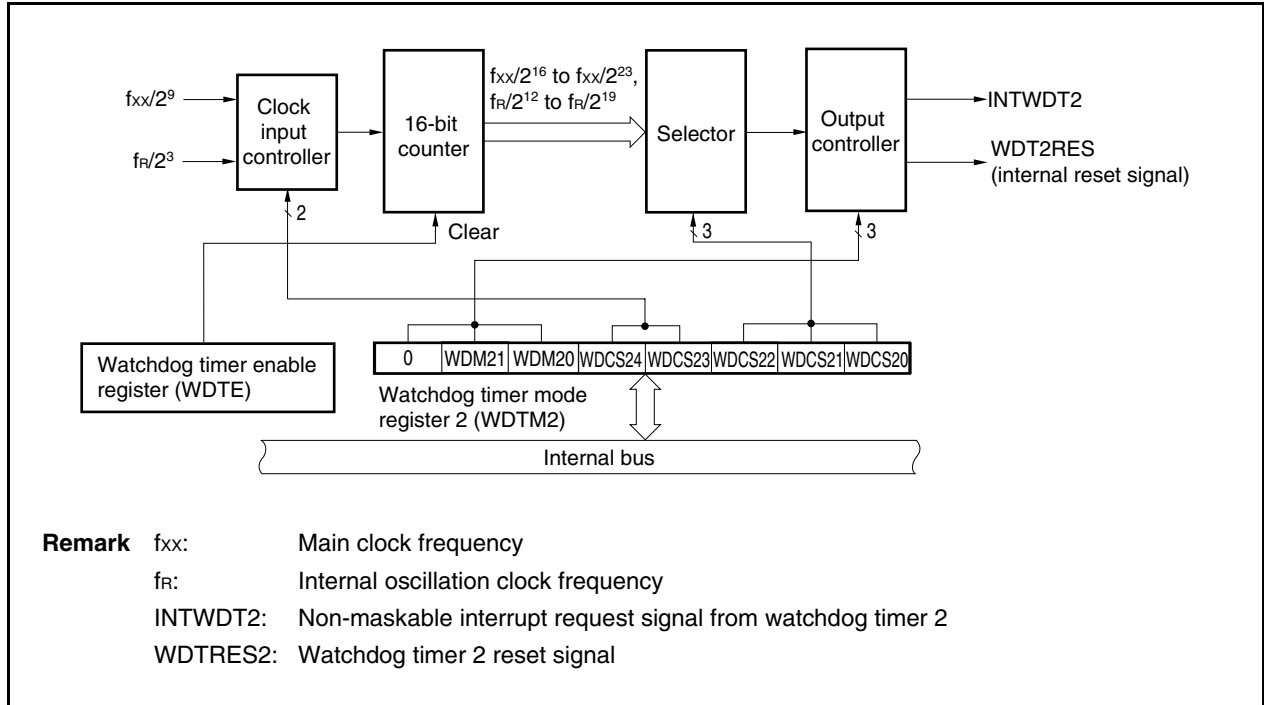 fxx/2⁹
fR/2³
Clock
input
controller
2
16-bit
counter
Clear
fxx/2¹⁶ to fxx/2²³,
fR/2¹² to fR/2¹⁹
Selector
3
Output
controller
3
INTWDT2
WDT2RES
(internal reset signal)
Watchdog timer enable
register (WDTE)
0 WDM21 WDM20 WDCS24 WDCS23 WDCS22 WDCS21 WDCS20
Watchdog timer mode
register 2 (WDTM2)
Internal bus
Remark fxx: Main clock frequency
fR: Internal oscillation clock frequency
INTWDT2: Non-maskable interrupt request signal from watchdog timer 2
WDTRES2: Watchdog timer 2 reset signal